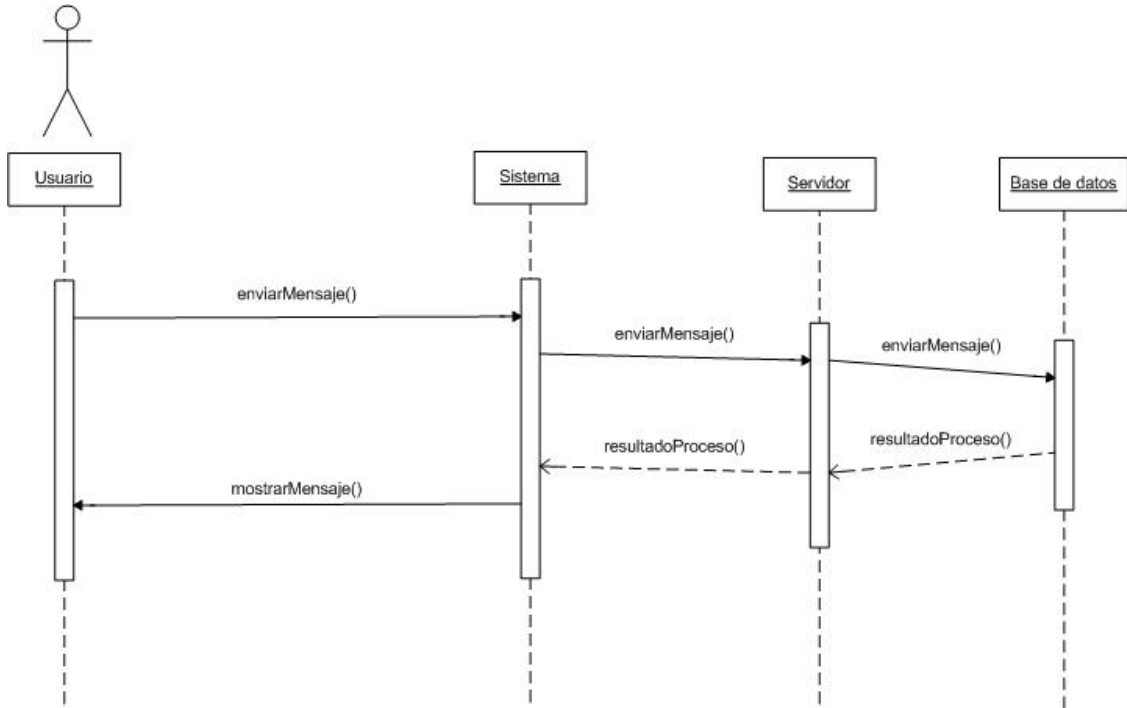 Usuario
Sistema
Servidor
Base de datos
enviarMensaje()
enviarMensaje()
enviarMensaje()
resultadoProceso()
resultadoProceso()
mostrarMensaje()